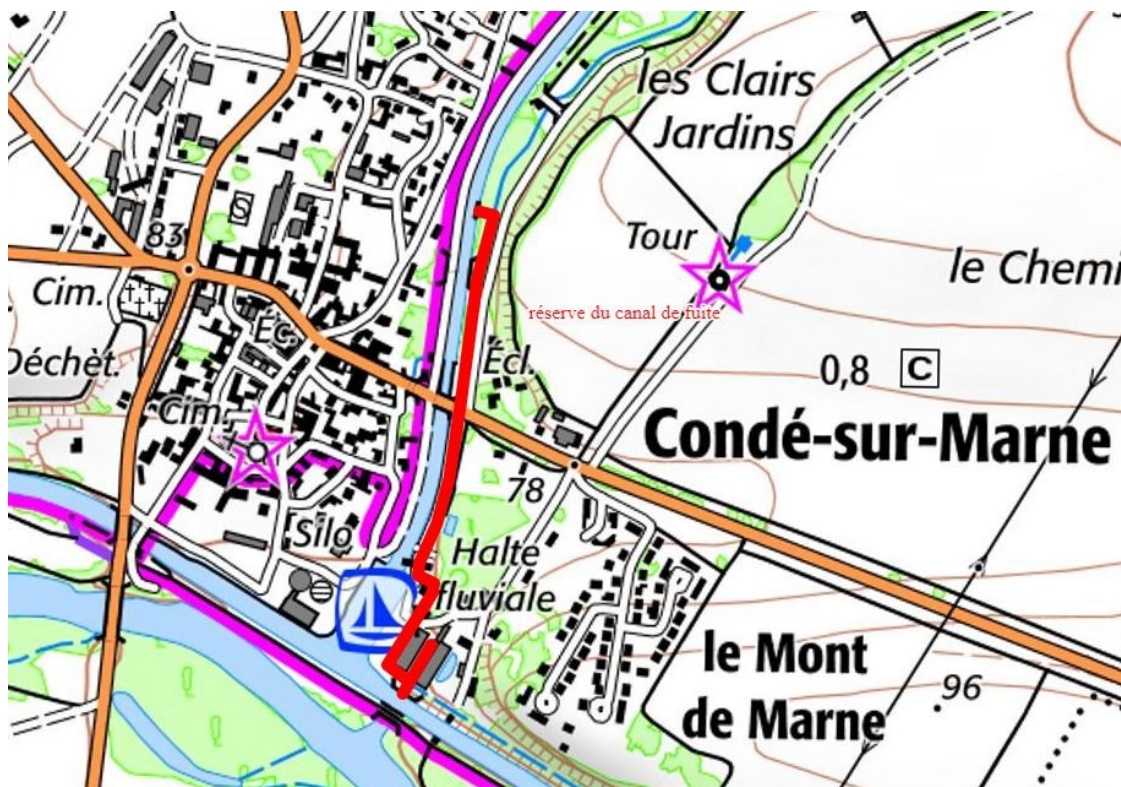 les Clairs
Jardins
S
83
Tour
le Chemi
Cim.
réserve du canal de fuite
Éc.
Déchèt.
Écl.
0,8 C
Cim.
Condé-sur-Marne
78
Silo
Halte
fluviale
le Mont
de Marne
96